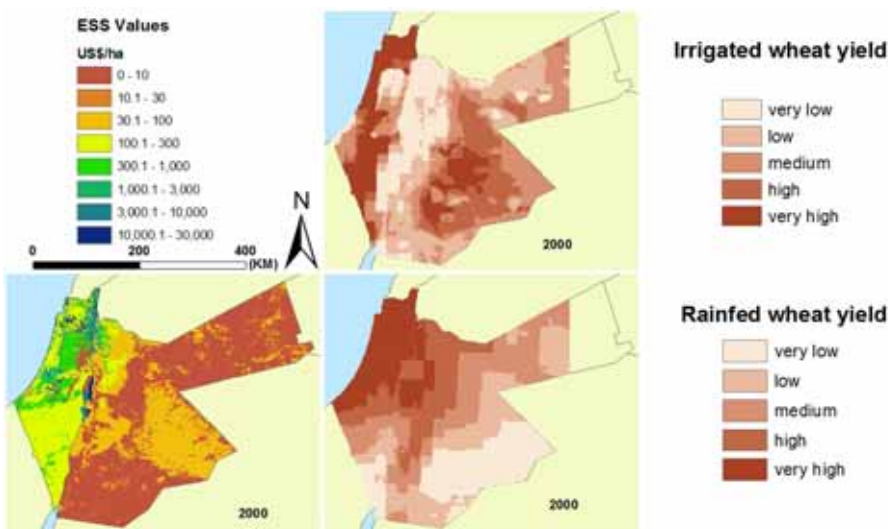 ESS Values
US$/ha
0 - 10
10.1 - 30
30.1 - 100
100.1 - 300
300.1 - 1,000
1,000.1 - 3,000
3,000.1 - 10,000
10,000.1 - 30,000
N
0 200 400
(KM)
2000
Irrigated wheat yield
very low
low
medium
high
very high
2000
2000
Rainfed wheat yield
very low
low
medium
high
very high